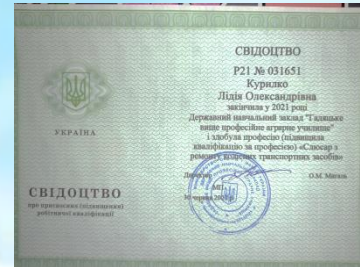 УКРАЇНА
СВІДОЦТВО
про присвоєння (підвищення)
робітничої кваліфікації
СВІДОЦТВО
Р21 № 031651
Курилко
Лідія Олександрівна
закінчила у 2021 році
Державний навчальний заклад "Гадяцьке
вище професійне аграрне училище"
і здобула професію (підвищила
кваліфікацію за професією) «Слюсар з
ремонту колісних транспортних засобів»
Директор
О.М.
МП
30 червня 2021 р.